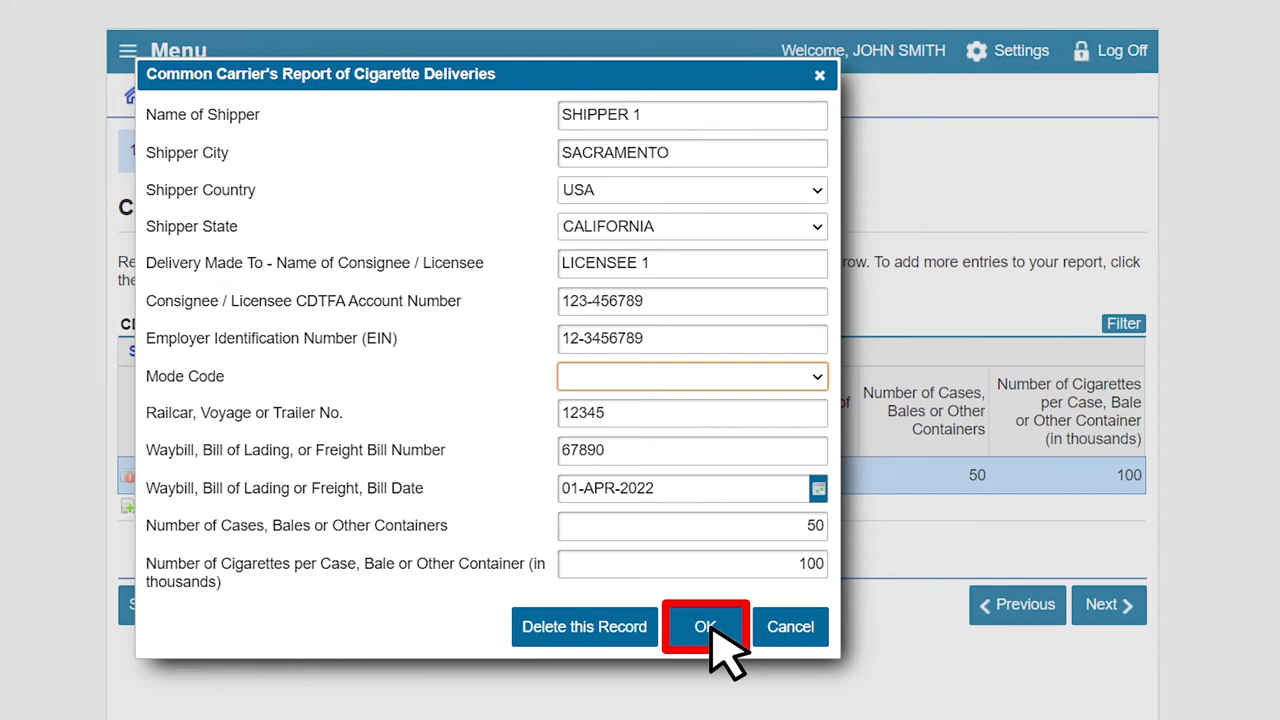 Menu
Welcome, JOHN SMITH Settings Log Off
Common Carrier's Report of Cigarette Deliveries
Name of Shipper SHIPPER 1
Shipper City SACRAMENTO
Shipper Country USA
Shipper State CALIFORNIA
Delivery Made To - Name of Consignee / Licensee LICENSEE 1
row. To add more entries to your report, click
Consignee / Licensee CDTFA Account Number 123-456789
Filter
Employer Identification Number (EIN) 12-3456789
Mode Code
Railcar, Voyage or Trailer No. 12345
of
Number of Cases,
Bales or Other
Containers
Number of Cigarettes
per Case, Bale
or Other Container
(in thousands)
Waybill, Bill of Lading, or Freight Bill Number 67890
50 100
Waybill, Bill of Lading or Freight, Bill Date 01-APR-2022
Number of Cases, Bales or Other Containers 50
Number of Cigarettes per Case, Bale or Other Container (in
thousands) 100
Delete this Record OK Cancel
Previous Next